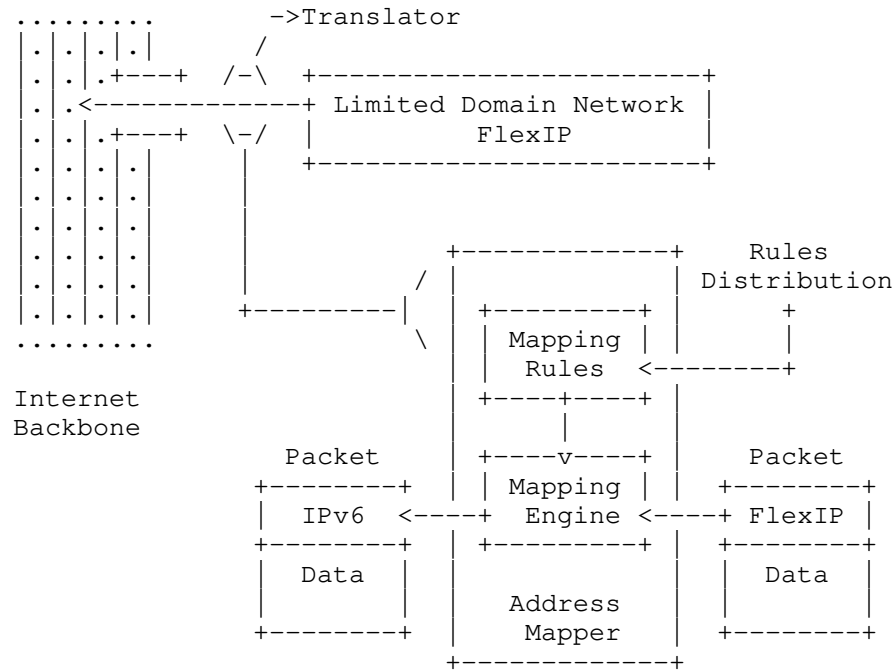 ->Translator
Limited Domain Network
FlexIP
Rules
Distribution
Mapping
Rules
Internet
Backbone
Packet
Packet
Mapping
IPv6
Engine
FlexIP
Data
Data
Address
Mapper